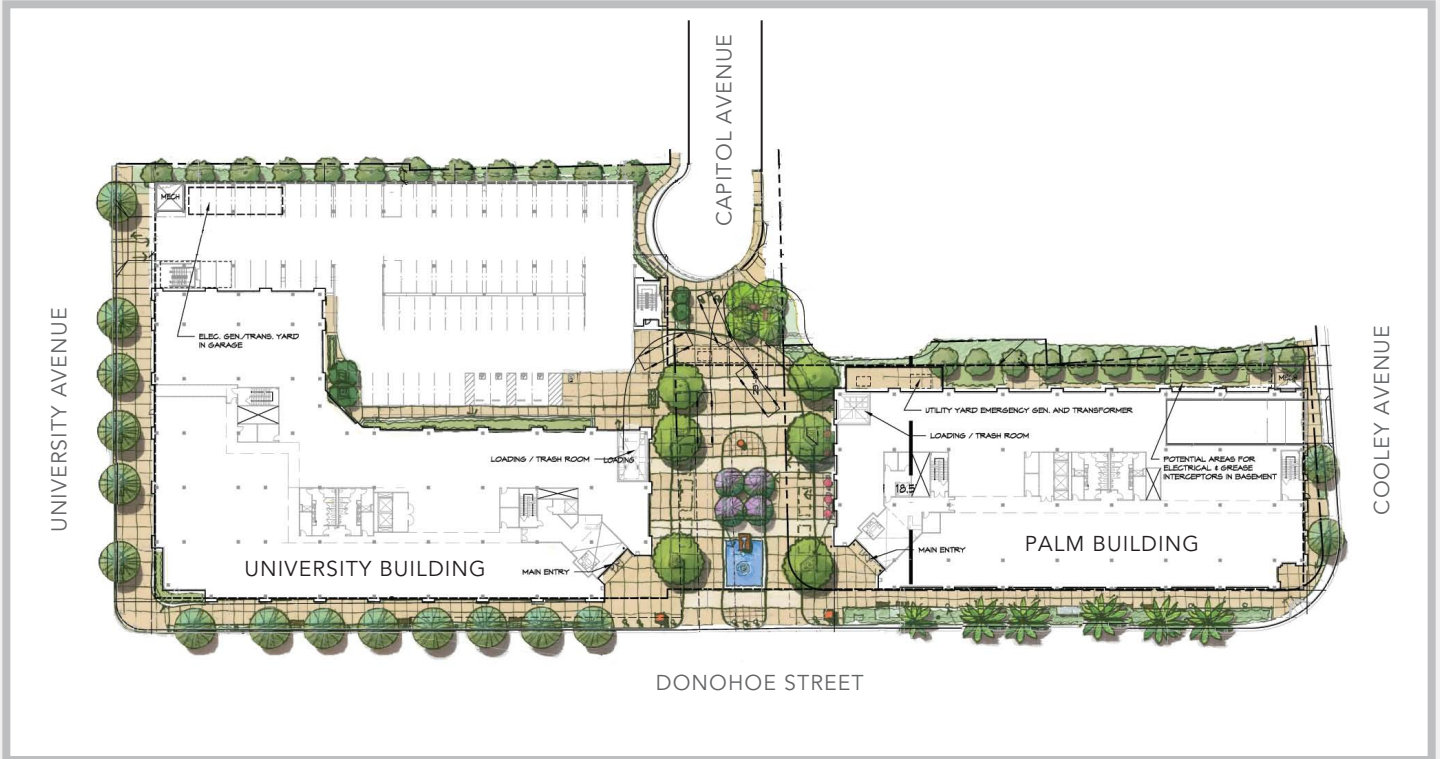 CAPITOL AVENUE
MECH
ELEC. GEN./TRANS. YARD
IN GARAGE
UNIVERSITY AVENUE
COOLEY AVENUE
MECH
UTILITY YARD EMERGENCY GEN. AND TRANSFORMER
LOADING / TRASH ROOM
LOADING / TRASH ROOM
LOADING
POTENTIAL AREAS FOR
ELECTRICAL & GREASE
INTERCEPTORS IN BASEMENT
18.5
MAIN ENTRY
PALM BUILDING
UNIVERSITY BUILDING
MAIN ENTRY
DONOHOE STREET